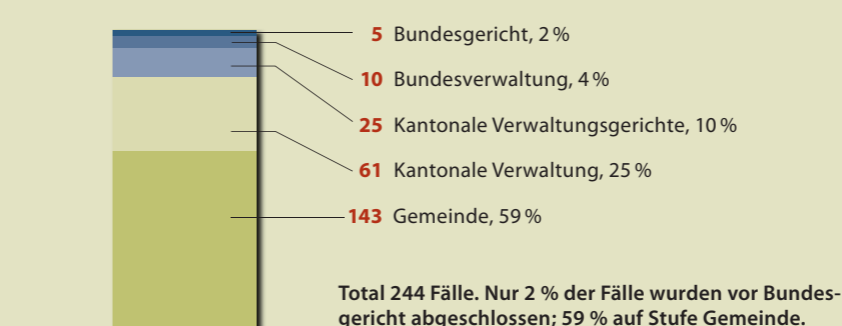 5 Bundesgericht, 2 %
10 Bundesverwaltung, 4 %
25 Kantonale Verwaltungsgerichte, 10 %
61 Kantonale Verwaltung, 25 %
143 Gemeinde, 59 %
Total 244 Fälle. Nur 2 % der Fälle wurden vor Bundes-
gericht abgeschlossen; 59 % auf Stufe Gemeinde.